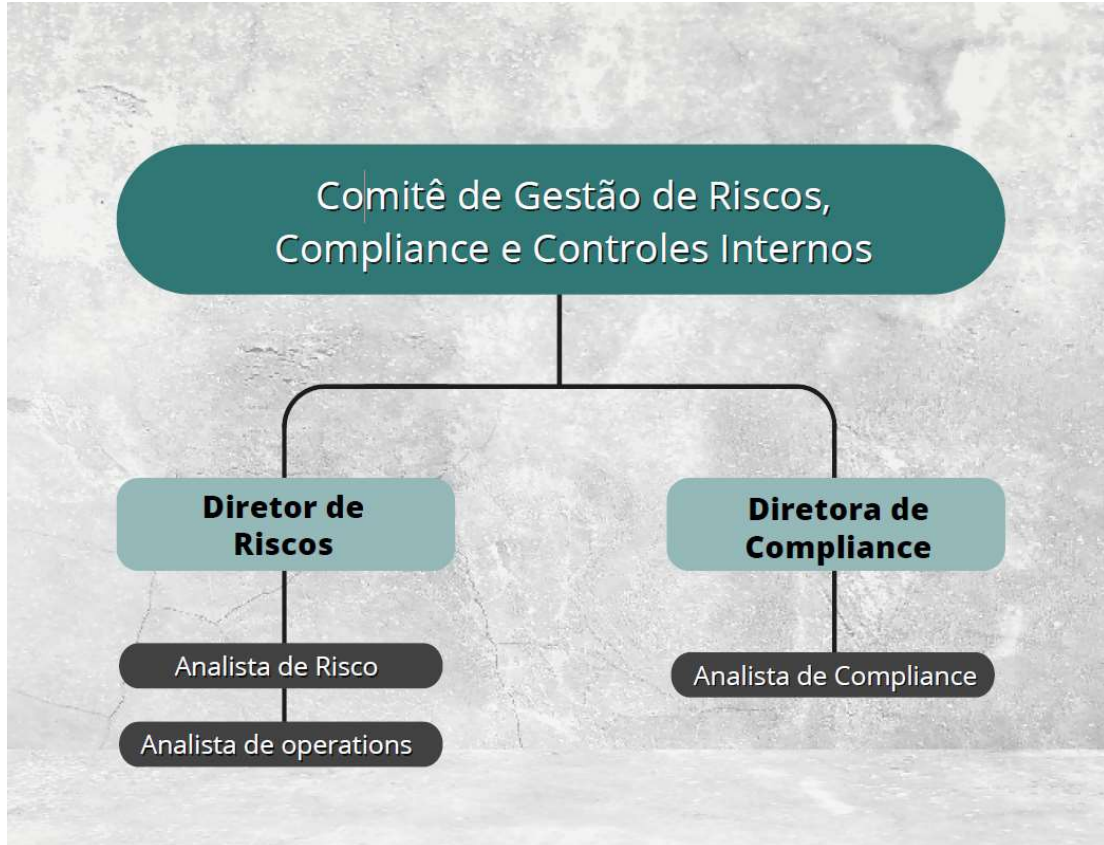 Comitê de Gestão de Riscos,
Compliance e Controles Internos
Diretor de
Riscos
Diretora de
Compliance
Analista de Risco
Analista de Compliance
Analista de operations